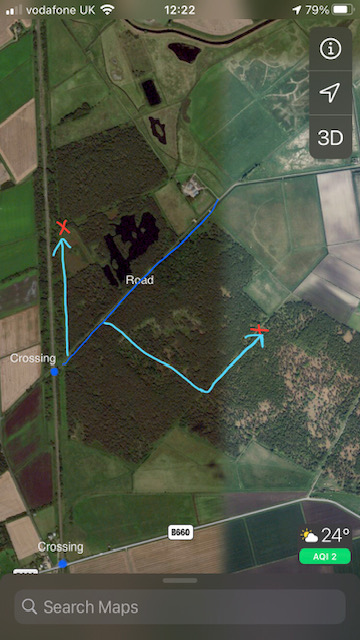 vodafone UK
12:22
79%
3D
Road
Crossing
B660
24°
AQI 2
Crossing
Search Maps